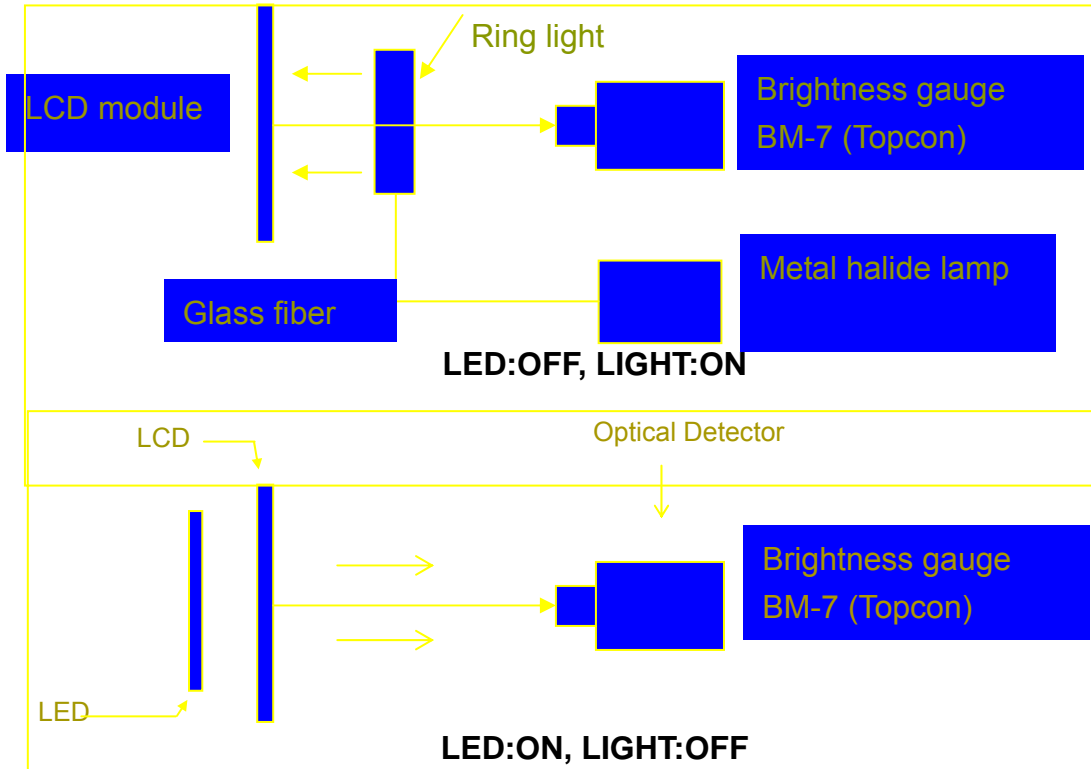 Ring light
LCD module
Brightness gauge
BM-7 (Topcon)
Metal halide lamp
Glass fiber
LED:OFF, LIGHT:ON
LCD
Optical Detector
Brightness gauge
BM-7 (Topcon)
LED
LED:ON, LIGHT:OFF